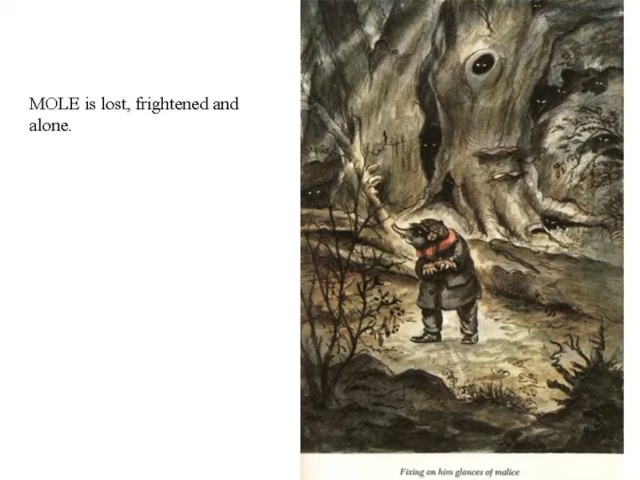 MOLE is lost, frightened and
alone.
Fixing on him glances of malice